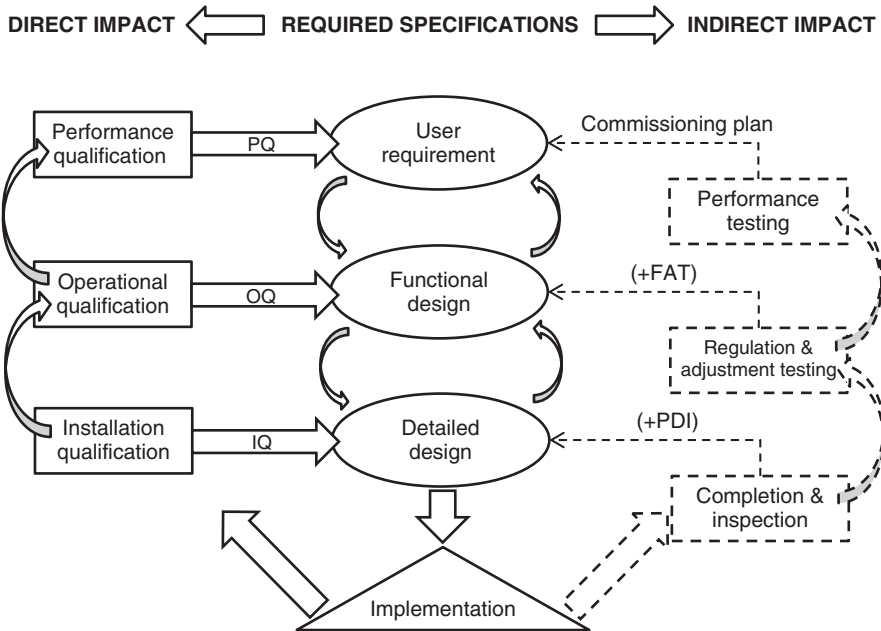 DIRECT IMPACT
REQUIRED SPECIFICATIONS
INDIRECT IMPACT
Performance
qualification
PQ
User
requirement
Commissioning plan
Performance
testing
Operational
qualification
OQ
Functional
design
(+FAT)
Regulation &
adjustment testing
Installation
qualification
IQ
Detailed
design
(+PDI)
Completion &
inspection
Implementation